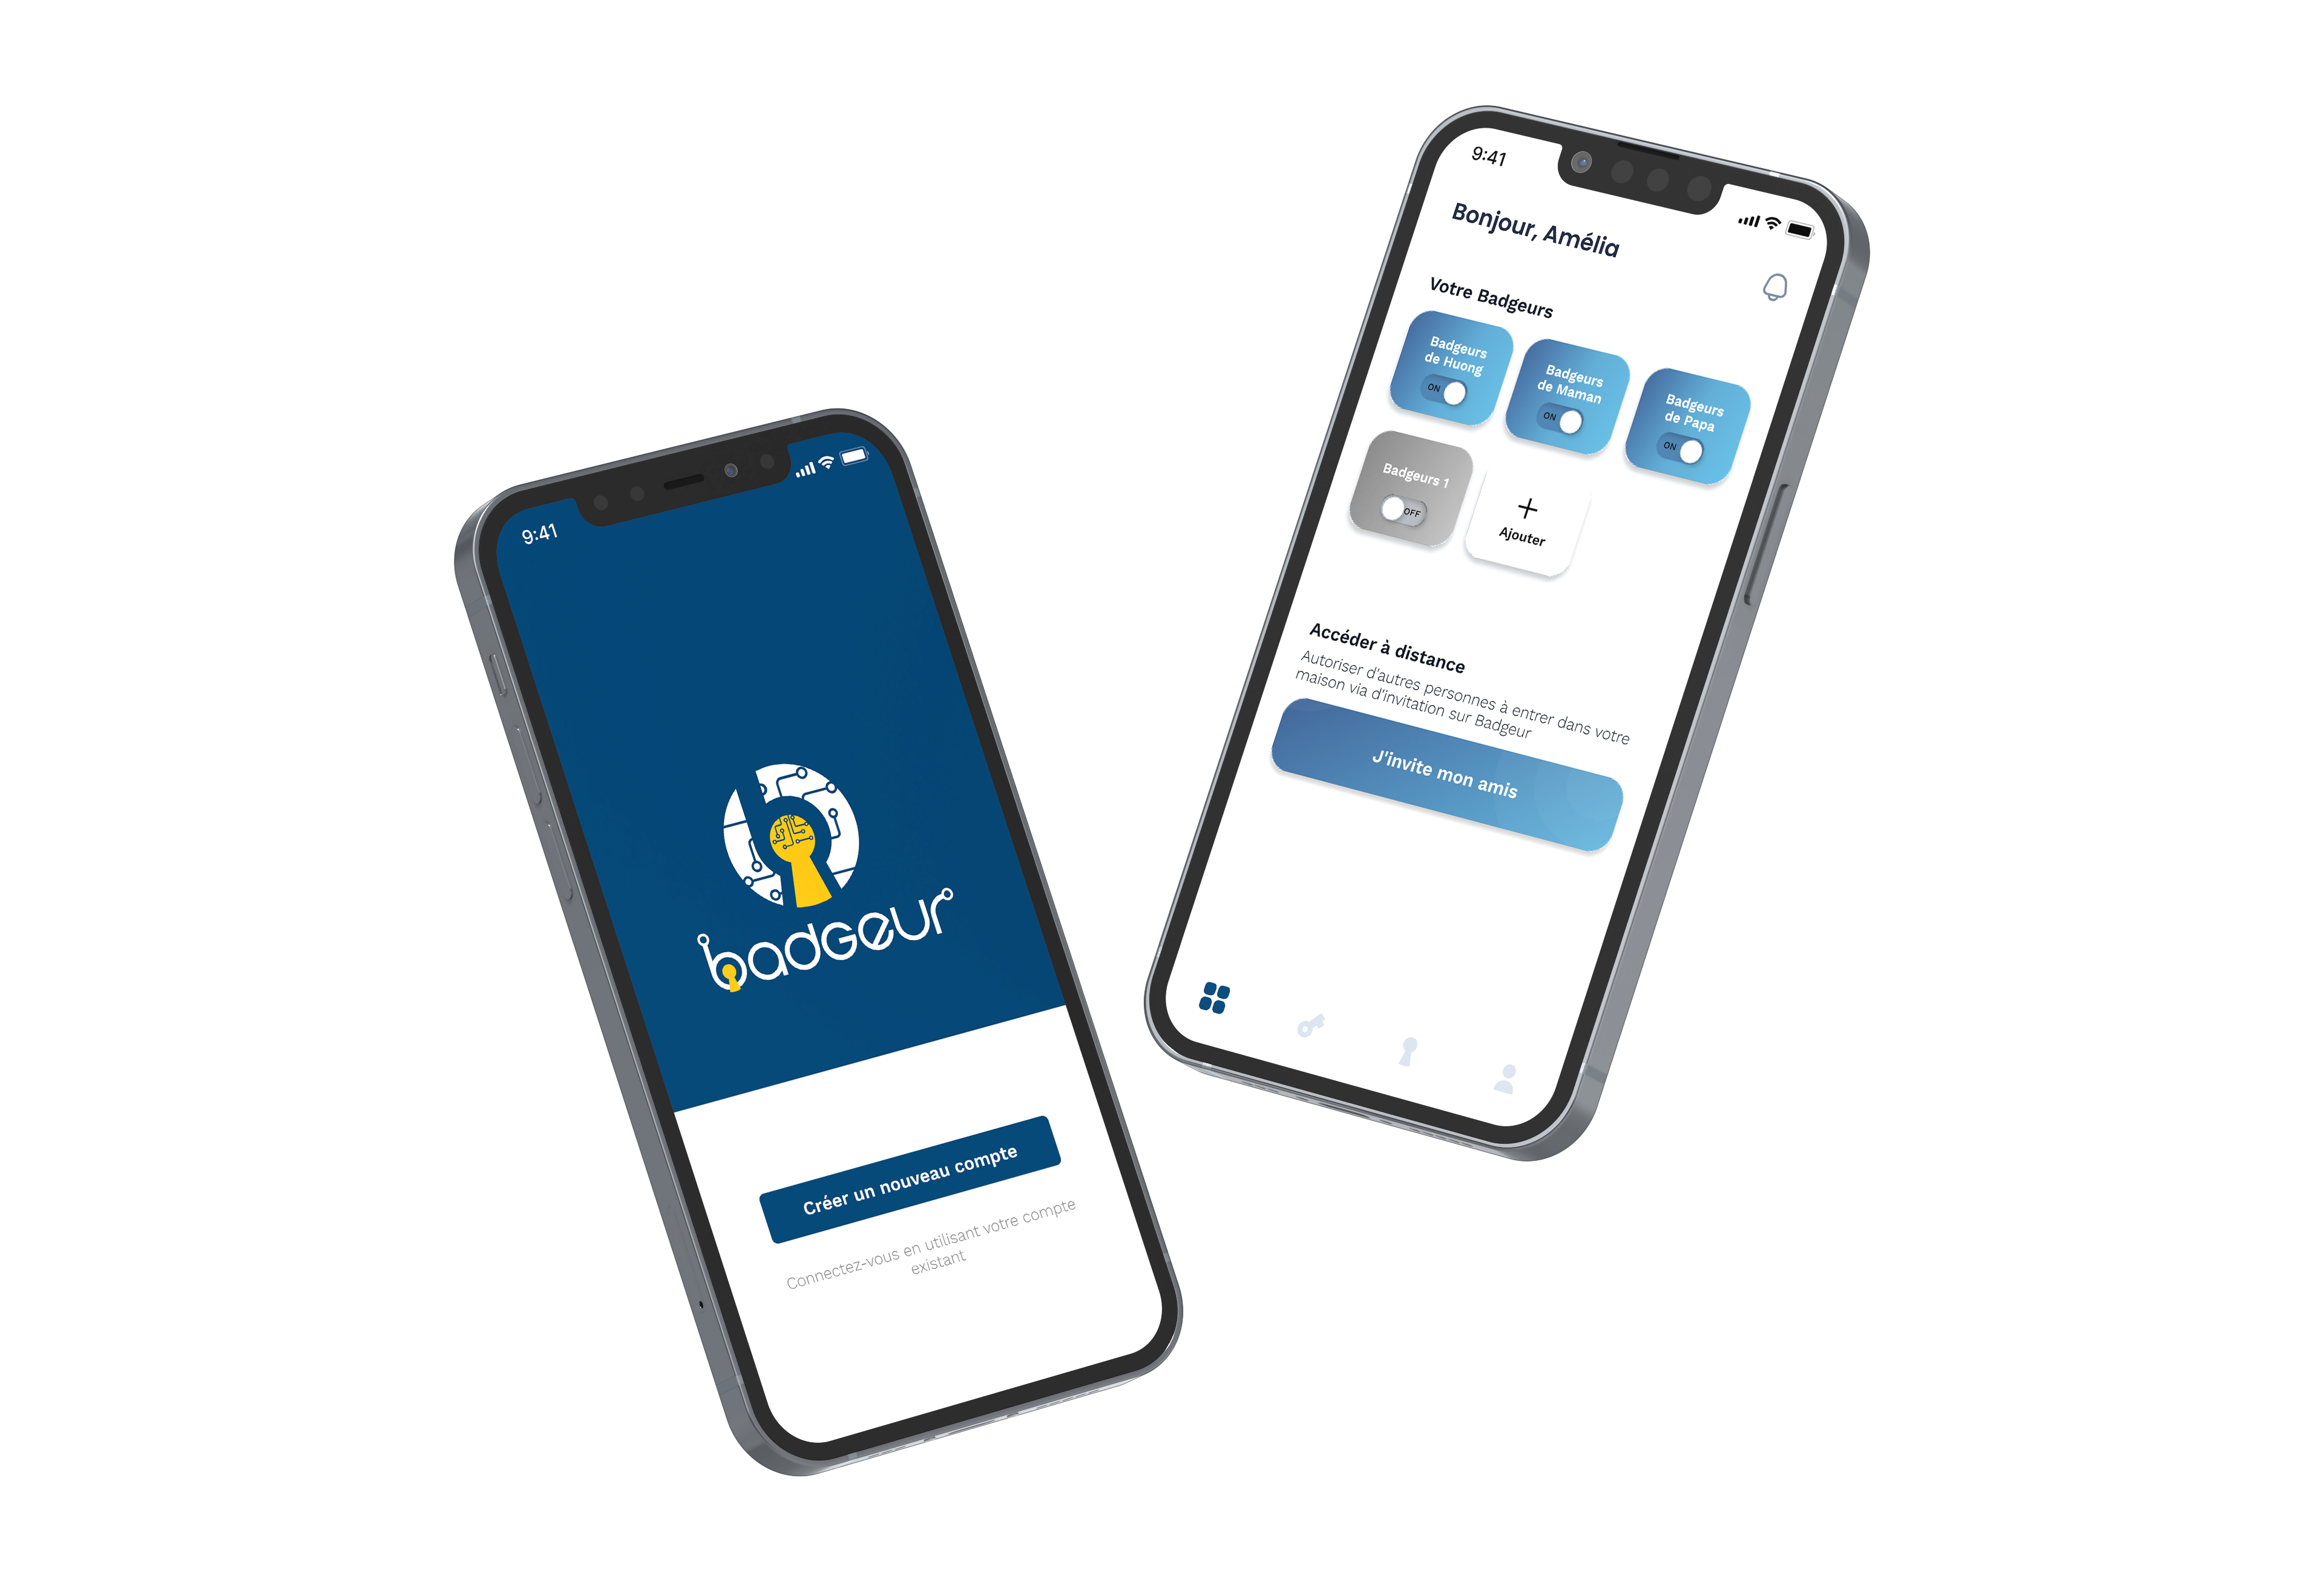 9:41
badgeur
Créer un nouveau compte
Connectez-vous en utilisant votre compte
existant
9:41
Bonjour, Amélia
Votre Badgeurs
Badgeurs
de Huong
ON
Badgeurs
de Maman
ON
Badgeurs
de Papa
ON
Badgeurs 1
OFF
+
Ajouter
Accéder à distance
Autoriser d'autres personnes à entrer dans votre
maison via d'invitation sur Badgeur
J'invite mon amis